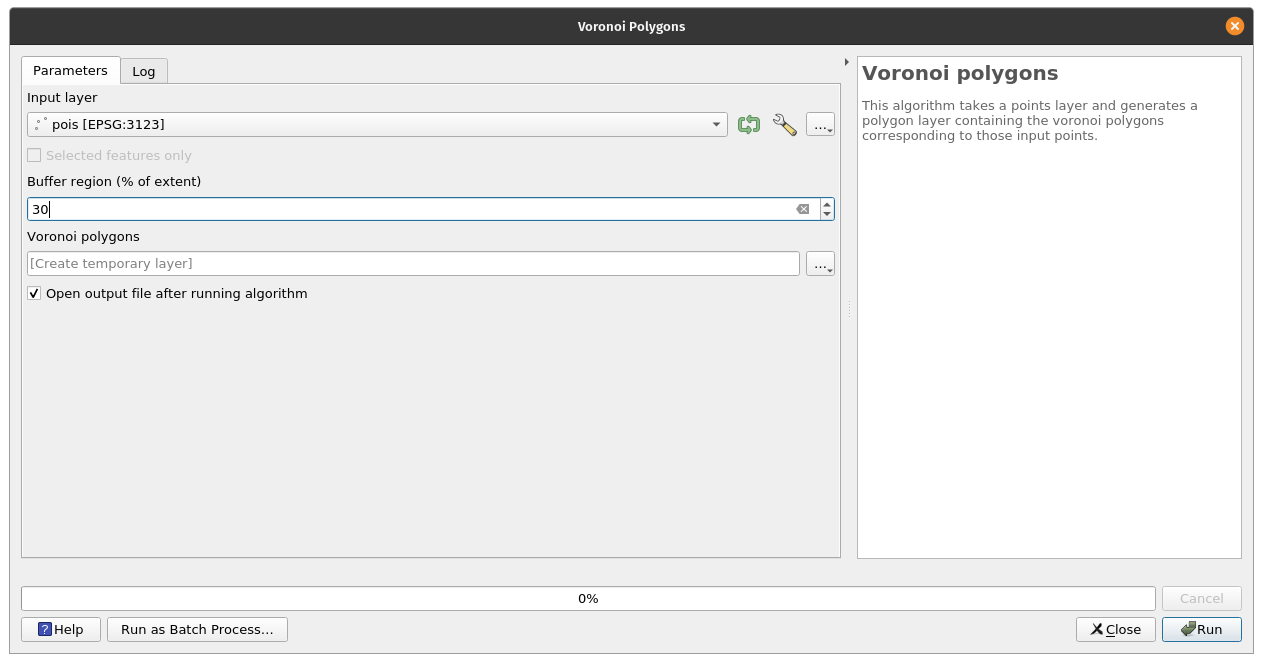 Voronoi Polygons
Parameters
Log
Input layer
pois [EPSG:3123]
...
Selected features only
Buffer region (% of extent)
30
Voronoi polygons
[Create temporary layer]
...
Open output file after running algorithm
Voronoi polygons
This algorithm takes a points layer and generates a
polygon layer containing the voronoi polygons
corresponding to those input points.
0%
Cancel
?Help
Run as Batch Process...
Close
Run